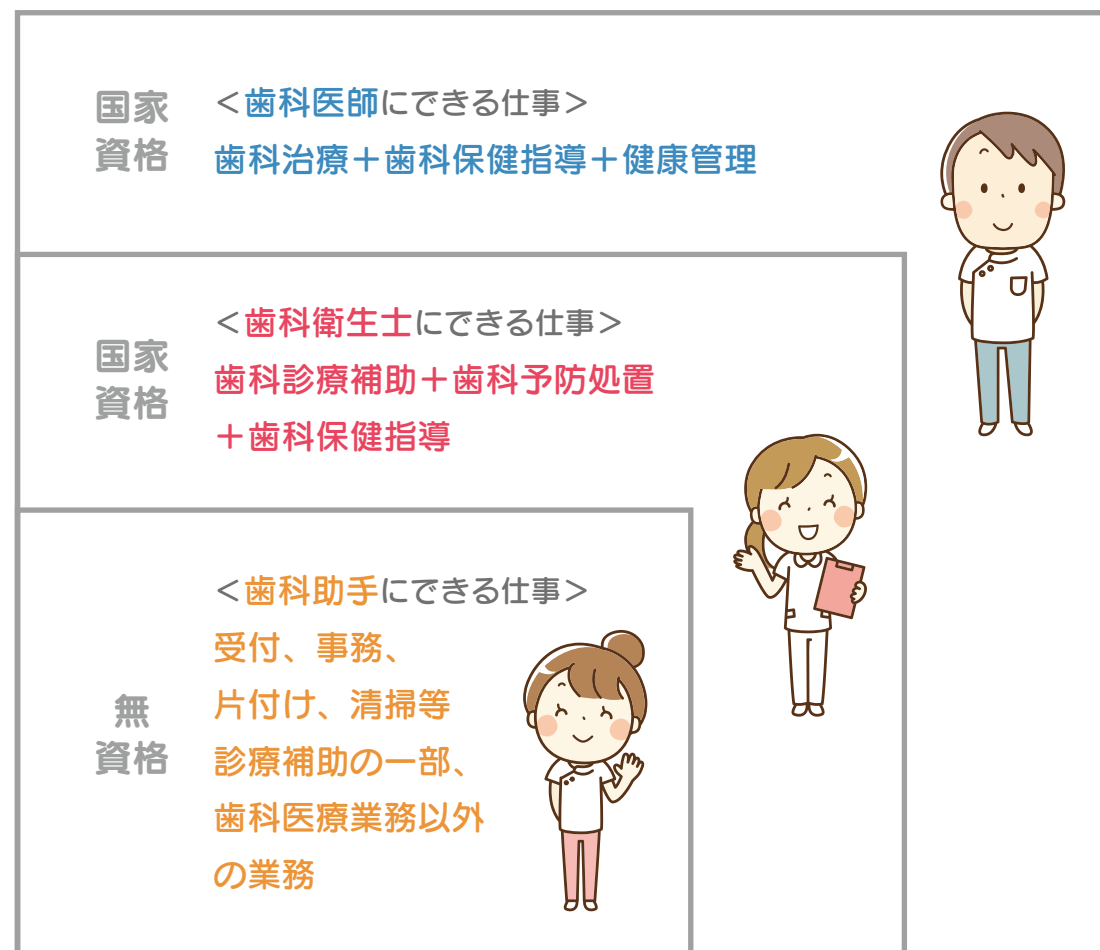 国家
資格
＜歯科医師にできる仕事＞
歯科治療＋歯科保健指導＋健康管理
国家
資格
＜歯科衛生士にできる仕事＞
歯科診療補助＋歯科予防処置
＋歯科保健指導
無
資格
＜歯科助手にできる仕事＞
受付、事務、
片付け、清掃等
診療補助の一部、
歯科医療業務以外
の業務